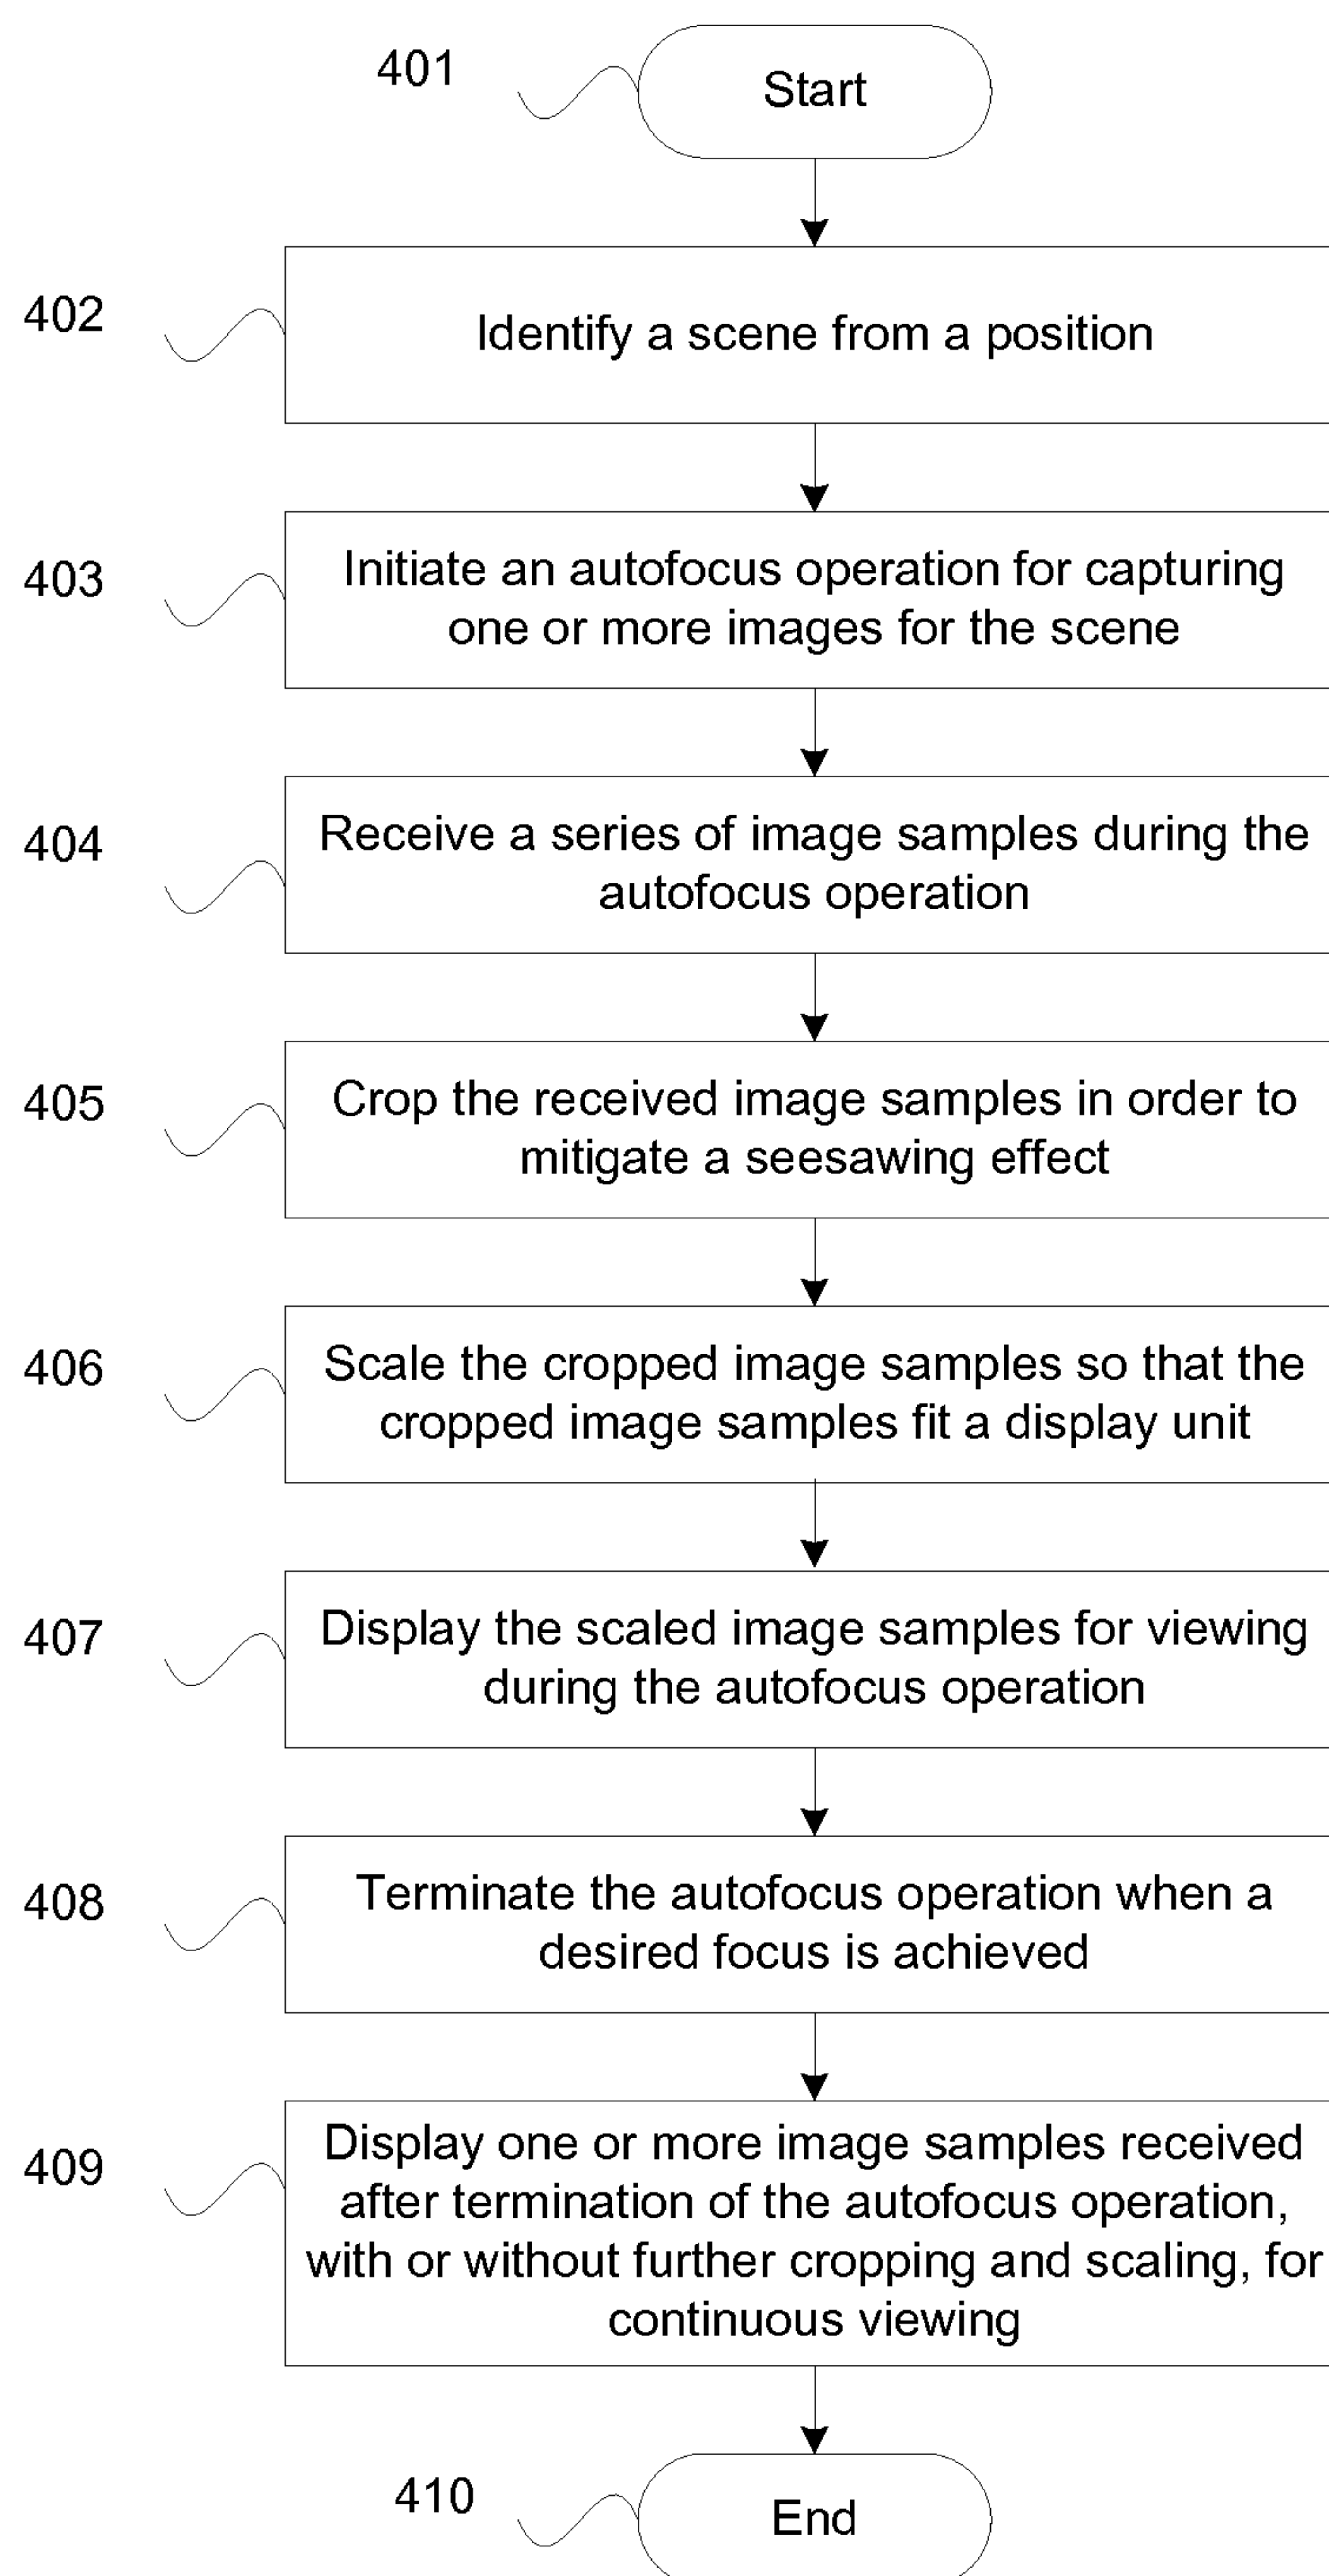 401
Start
402
Identify a scene from a position
403
Initiate an autofocus operation for capturing
one or more images for the scene
404
Receive a series of image samples during the
autofocus operation
405
Crop the received image samples in order to
mitigate a seesawing effect
406
Scale the cropped image samples so that the
cropped image samples fit a display unit
407
Display the scaled image samples for viewing
during the autofocus operation
408
Terminate the autofocus operation when a
desired focus is achieved
409
Display one or more image samples received
after termination of the autofocus operation,
with or without further cropping and scaling, for
continuous viewing
410
End